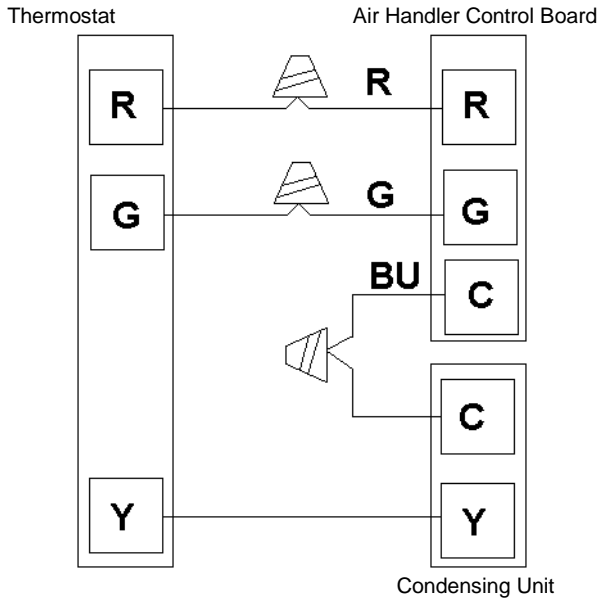 Thermostat
Air Handler Control Board
R
R
R
G
G
G
BU
C
C
Y
Y
Condensing Unit